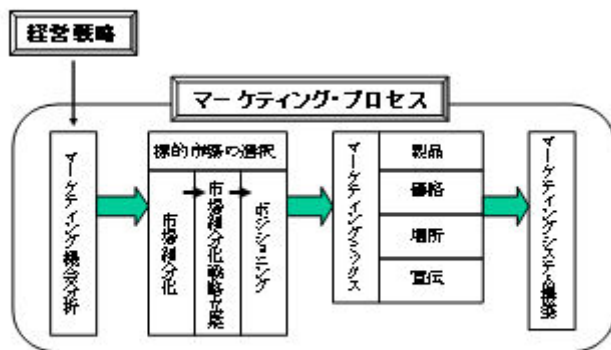 経営戦略
マーケティング・プロセス
マーケティング機会分析
標的市場の選択
市場細分化
市場細分化戦略立案
ポジショニング
マーケティングミックス
製品
価格
場所
宣伝
マーケティングシステム構築